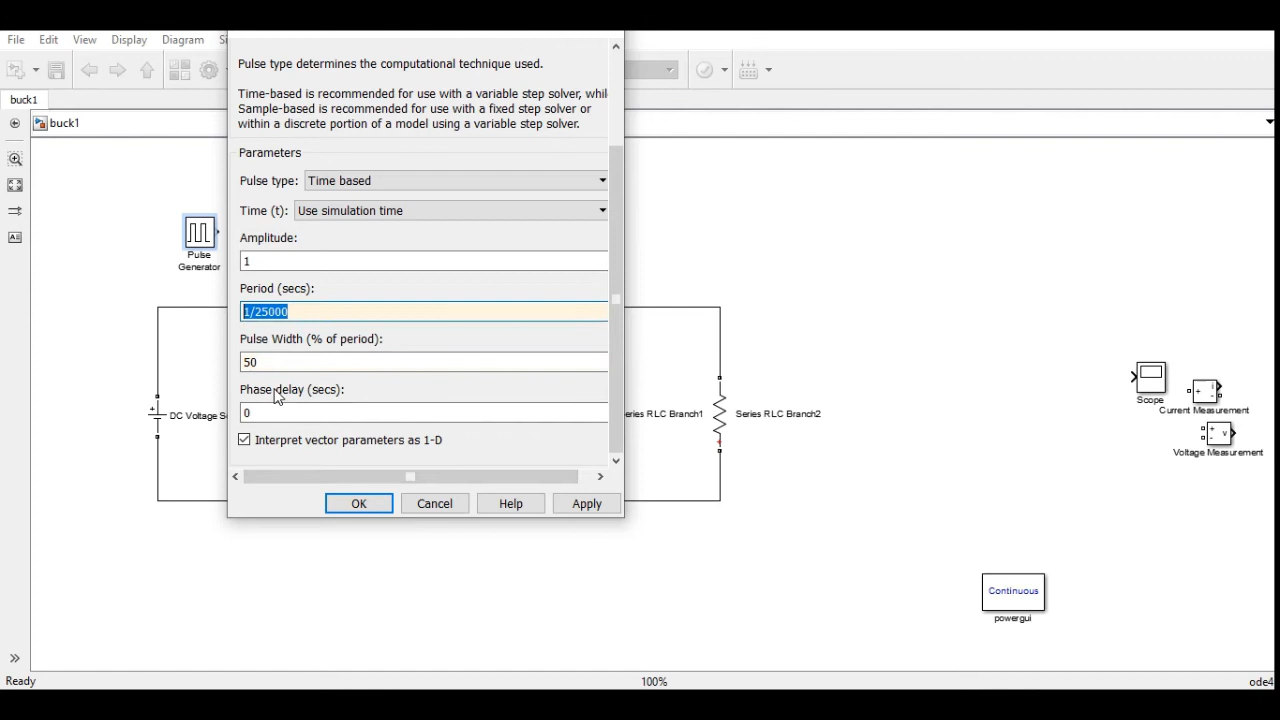 File Edit View Display Diagram
buck1
buck1
Pulse type determines the computational technique used.
Time-based is recommended for use with a variable step solver, while
Sample-based is recommended for use with a fixed step solver or
within a discrete portion of a model using a variable step solver.
Parameters
Pulse type: Time based
Time (t): Use simulation time
Amplitude:
1
Period (secs):
1/25000
Pulse Width (% of period):
50
Phase delay (secs):
0
Interpret vector parameters as 1-D
OK Cancel Help Apply
Pulse
Generator
DC Voltage
eries RLC Branch1
Series RLC Branch2
Scope
Current Measurement
Voltage Measurement
Continuous
powergui
Ready
100%
ode4